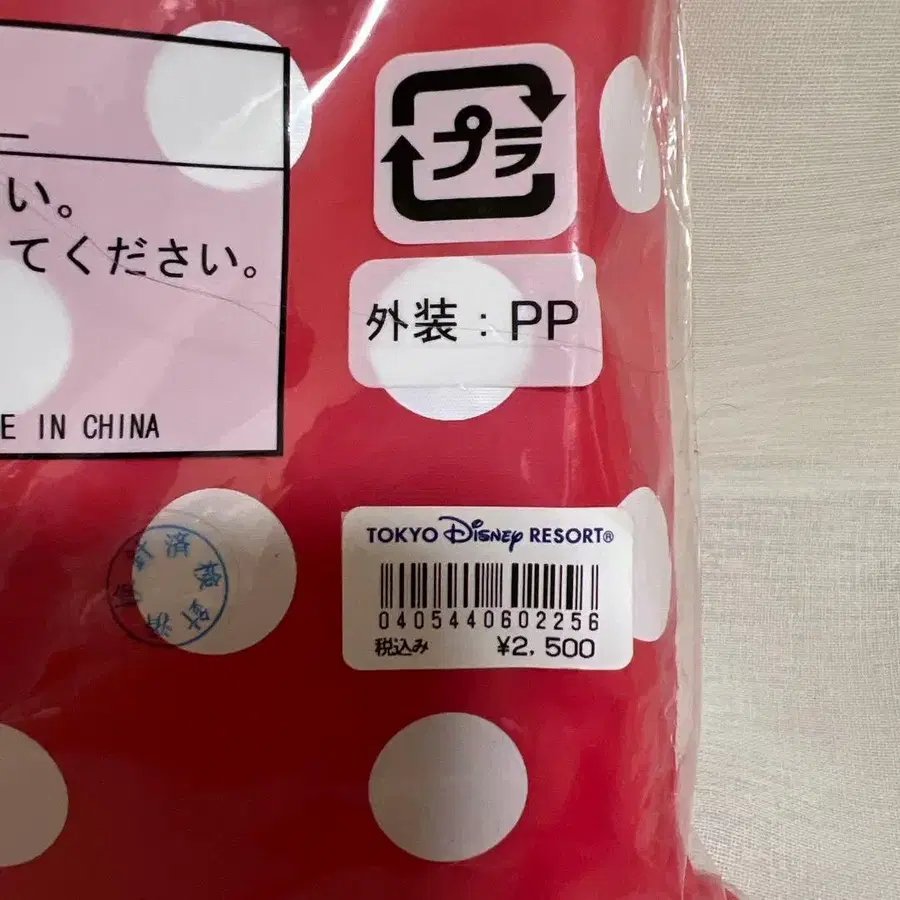 い。
てください。
E IN CHINA
プラ
外装：PP
TOKYO Disney RESORT®
0405440602256
税込み ¥2,500